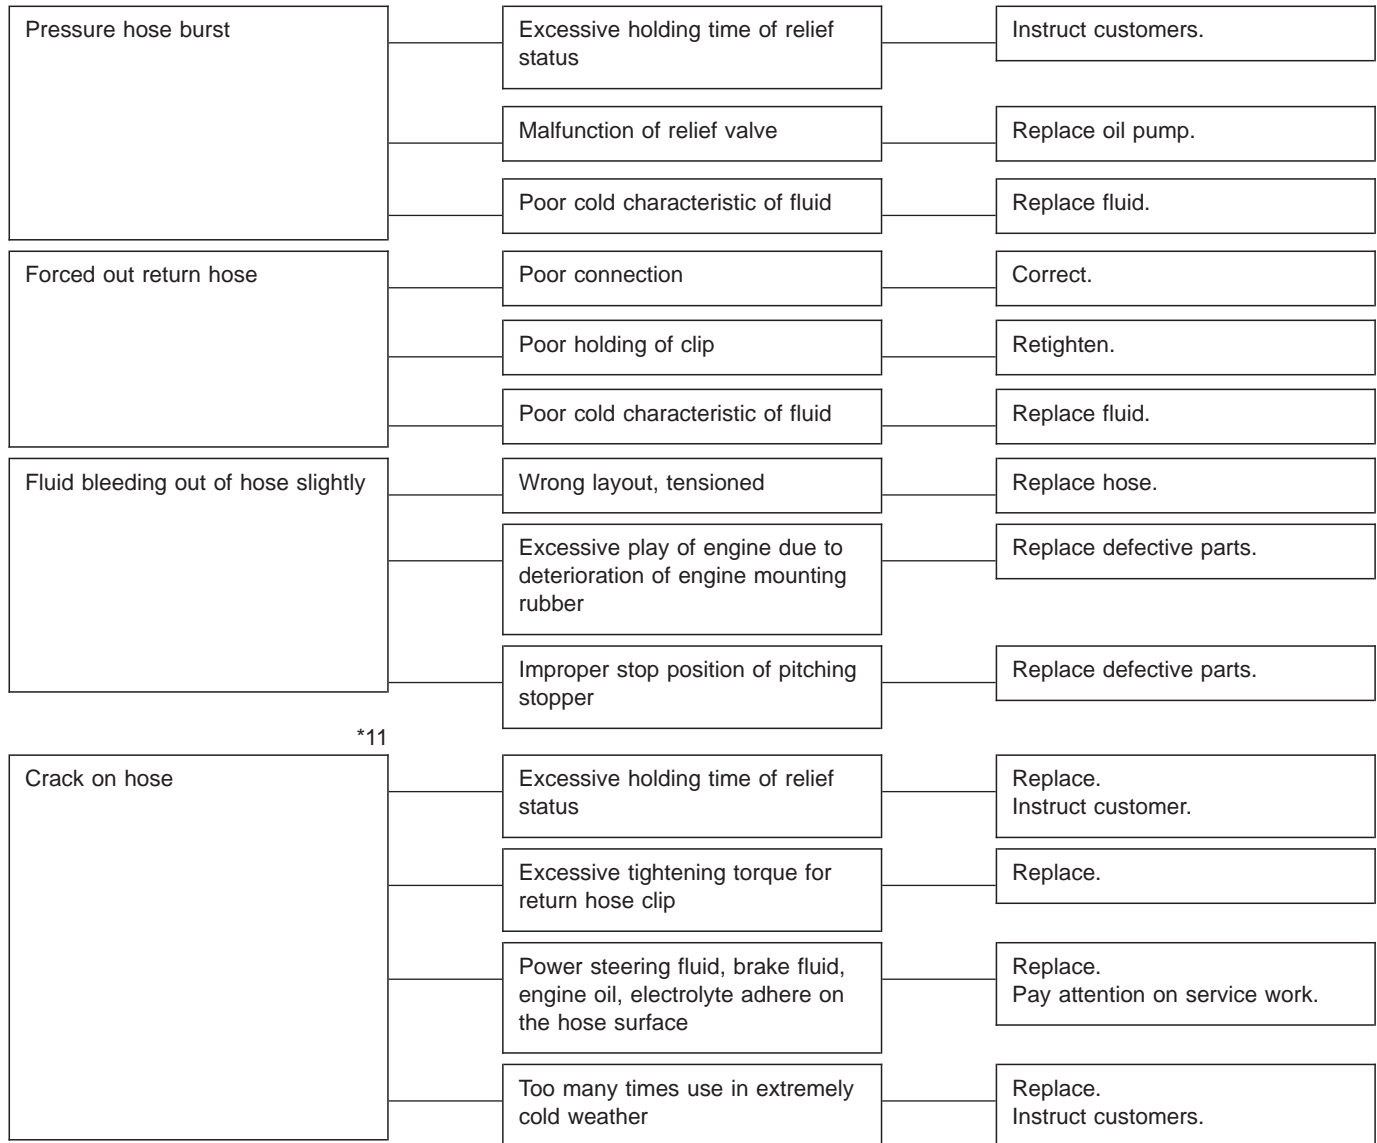 Pressure hose burst
Excessive holding time of relief
status
Instruct customers.
Malfunction of relief valve
Replace oil pump.
Poor cold characteristic of fluid
Replace fluid.
Forced out return hose
Poor connection
Correct.
Poor holding of clip
Retighten.
Poor cold characteristic of fluid
Replace fluid.
Fluid bleeding out of hose slightly
Wrong layout, tensioned
Replace hose.
Excessive play of engine due to
deterioration of engine mounting
rubber
Replace defective parts.
Improper stop position of pitching
stopper
Replace defective parts.
*11
Crack on hose
Excessive holding time of relief
status
Replace.
Instruct customer.
Excessive tightening torque for
return hose clip
Replace.
Power steering fluid, brake fluid,
engine oil, electrolyte adhere on
the hose surface
Replace.
Pay attention on service work.
Too many times use in extremely
cold weather
Replace.
Instruct customers.